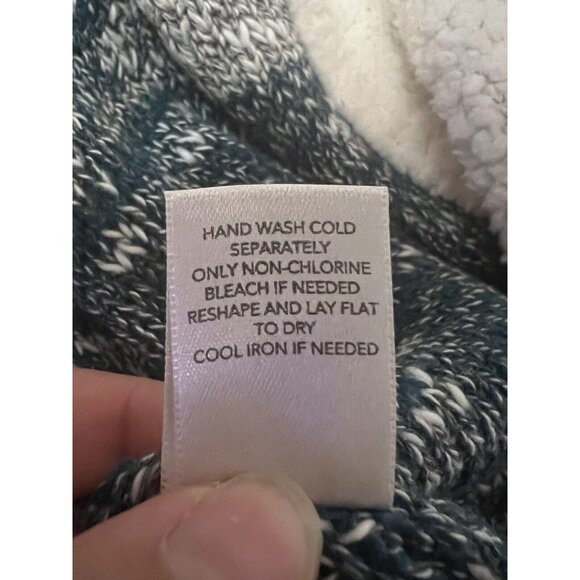 HAND WASH COLD
SEPARATELY
ONLY NON-CHLORINE
BLEACH IF NEEDED
RESHAPE AND LAY FLAT
TO DRY
COOL IRON IF NEEDED